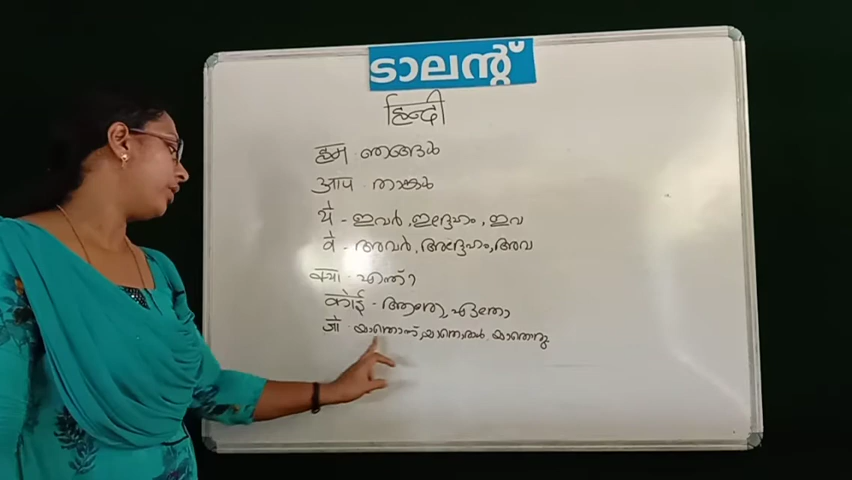 ടാലന്റ്
हिन्दी
हम ഞങ്ങൾ
आप താങ്കൾ
ये - ഇവർ, ഇദ്ദേഹം, ഇവ
वे - അവർ, അദ്ദേഹം, അവ
क्या - എന്ത്?
कोई - ആരോ, ഏതോ
जो - യാതൊന്ന്, യാതൊരാൾ, യാതൊരു